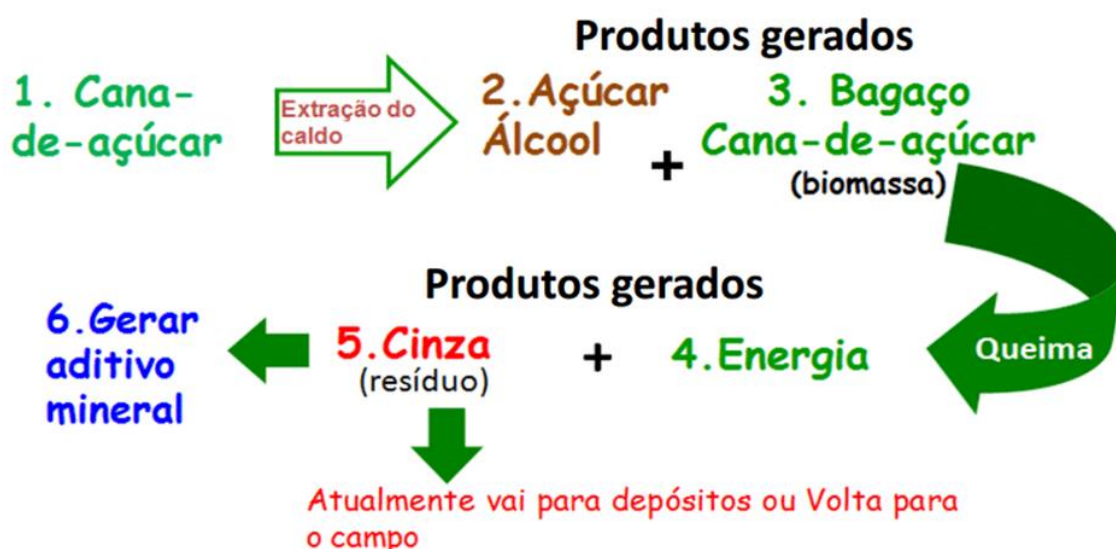 Produtos gerados
1. Cana-
de-açúcar
Extração do
caldo
2.Açúcar
Álcool
+
3. Bagaço
Cana-de-açúcar
(biomassa)
Queima
Produtos gerados
4.Energia
+
5.Cinza
(resíduo)
6.Gerar
aditivo
mineral
Atualmente vai para depósitos ou Volta para
o campo